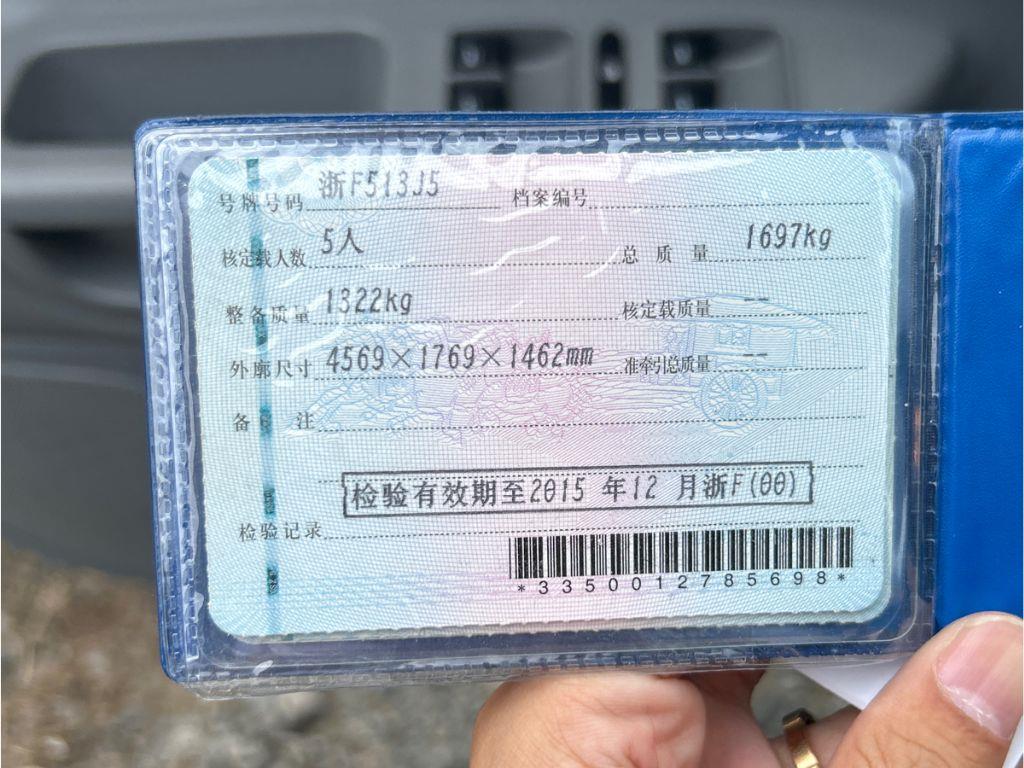 号牌号码 浙F513J5 档案编号
核定载人数 5人 总质量 1697kg
整备质量 1322kg 核定载质量 --
外廓尺寸 4569×1769×1462mm 准牵引总质量 --
备注
检验有效期至2015 年12 月浙F(00)
检验记录
*3350012785698*